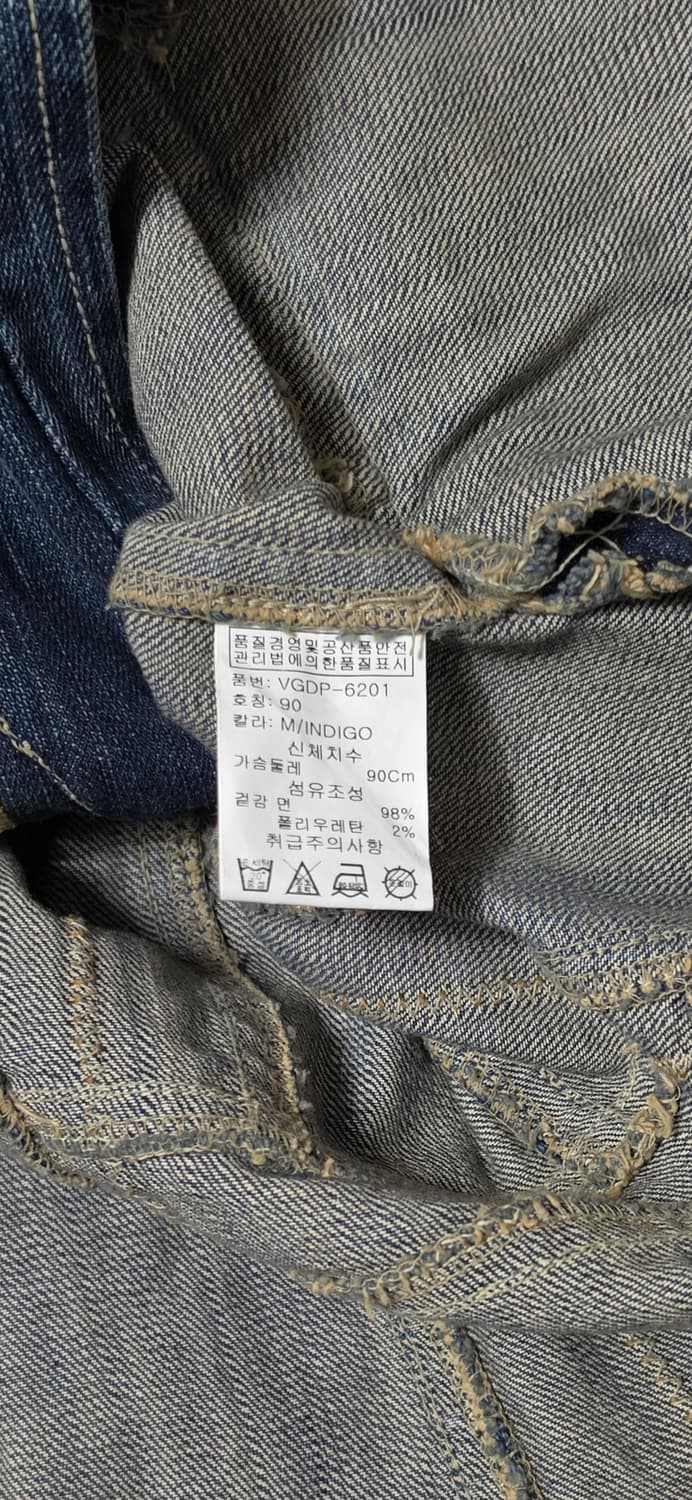 품질경영및공산품안전
관리법에의한품질표시
품번: VGDP-6201
호칭: 90
칼라: M/INDIGO
신체치수
가슴둘레 90Cm
섬유조성
겉감 면 98%
폴리우레탄 2%
취급주의사항